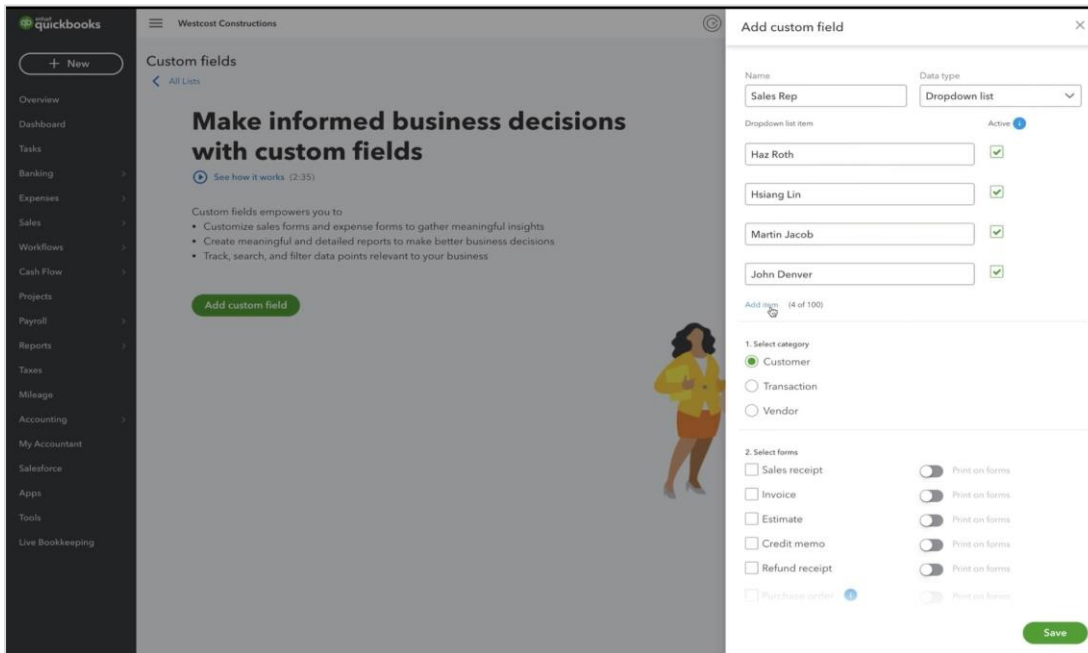 intuit
quickbooks
Westcost Constructions
+ New
Overview
Dashboard
Tasks
Banking
Expenses
Sales
Workflows
Cash Flow
Projects
Payroll
Reports
Taxes
Mileage
Accounting
My Accountant
Salesforce
Apps
Tools
Live Bookkeeping
Custom fields
All Lists
Make informed business decisions
with custom fields
See how it works (2:35)
Custom fields empowers you to
• Customize sales forms and expense forms to gather meaningful insights
• Create meaningful and detailed reports to make better business decisions
• Track, search, and filter data points relevant to your business
Add custom field
Add custom field
Name Data type
Sales Rep Dropdown list
Dropdown list item Active
Haz Roth
Hsiang Lin
Martin Jacob
John Denver
Add item (4 of 100)
1. Select category
Customer
Transaction
Vendor
2. Select forms
Sales receipt Print on forms
Invoice Print on forms
Estimate Print on forms
Credit memo Print on forms
Refund receipt Print on forms
Purchase order Print on forms
Save